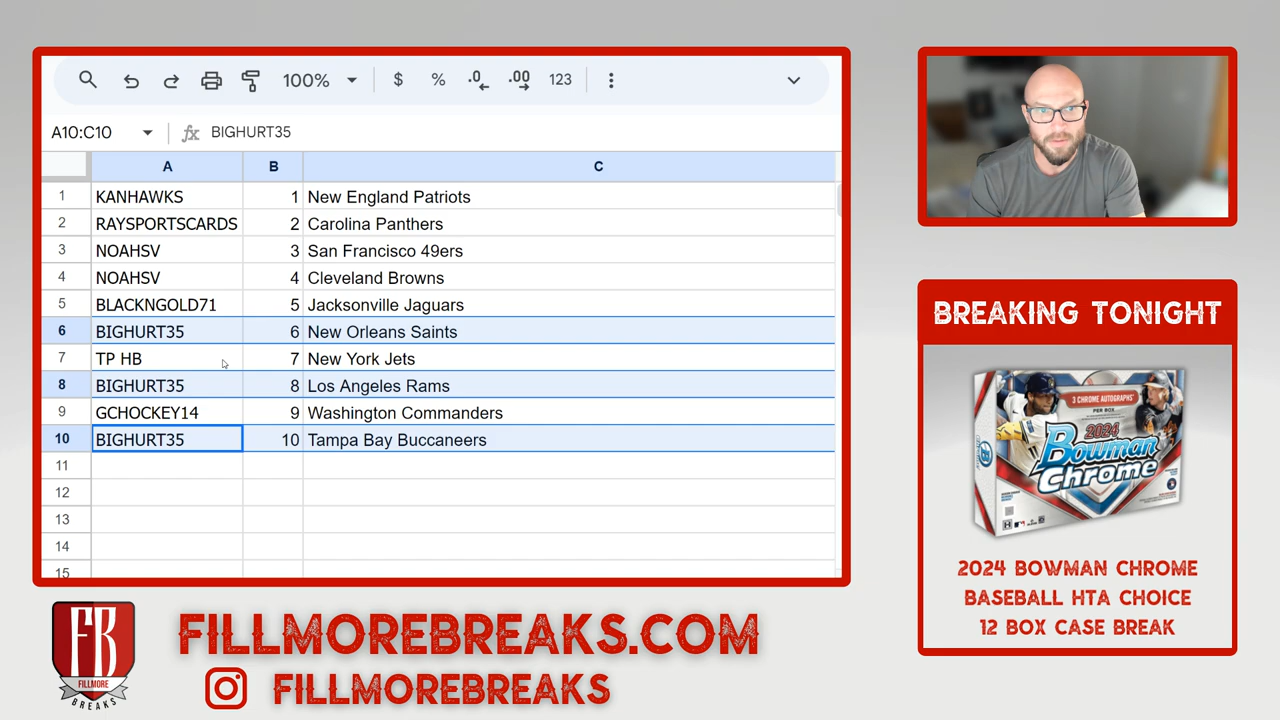 100% $ % .0 .00 123
A10:C10 fx BIGHURT35
A B C
1 KANHAWKS 1 New England Patriots
2 RAYSPORTSCARDS 2 Carolina Panthers
3 NOAHSV 3 San Francisco 49ers
4 NOAHSV 4 Cleveland Browns
5 BLACKNGOLD71 5 Jacksonville Jaguars
6 BIGHURT35 6 New Orleans Saints
7 TP HB 7 New York Jets
8 BIGHURT35 8 Los Angeles Rams
9 GCHOCKEY14 9 Washington Commanders
10 BIGHURT35 10 Tampa Bay Buccaneers
11
12
13
14
15
BREAKING TONIGHT
3 CHROME AUTOGRAPHS
PER BOX
2024
Bowman
Chrome
2024 BOWMAN CHROME
BASEBALL HTA CHOICE
12 BOX CASE BREAK
FB
FILLMORE
BREAKS
FILLMOREBREAKS.COM
FILLMOREBREAKS